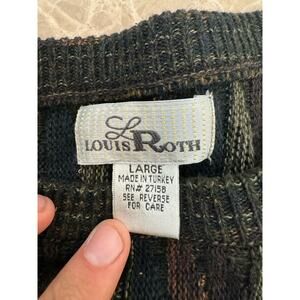 LR
LOUIS ROTH
LARGE
MADE IN TURKEY
RN# 27158
SEE REVERSE
FOR CARE